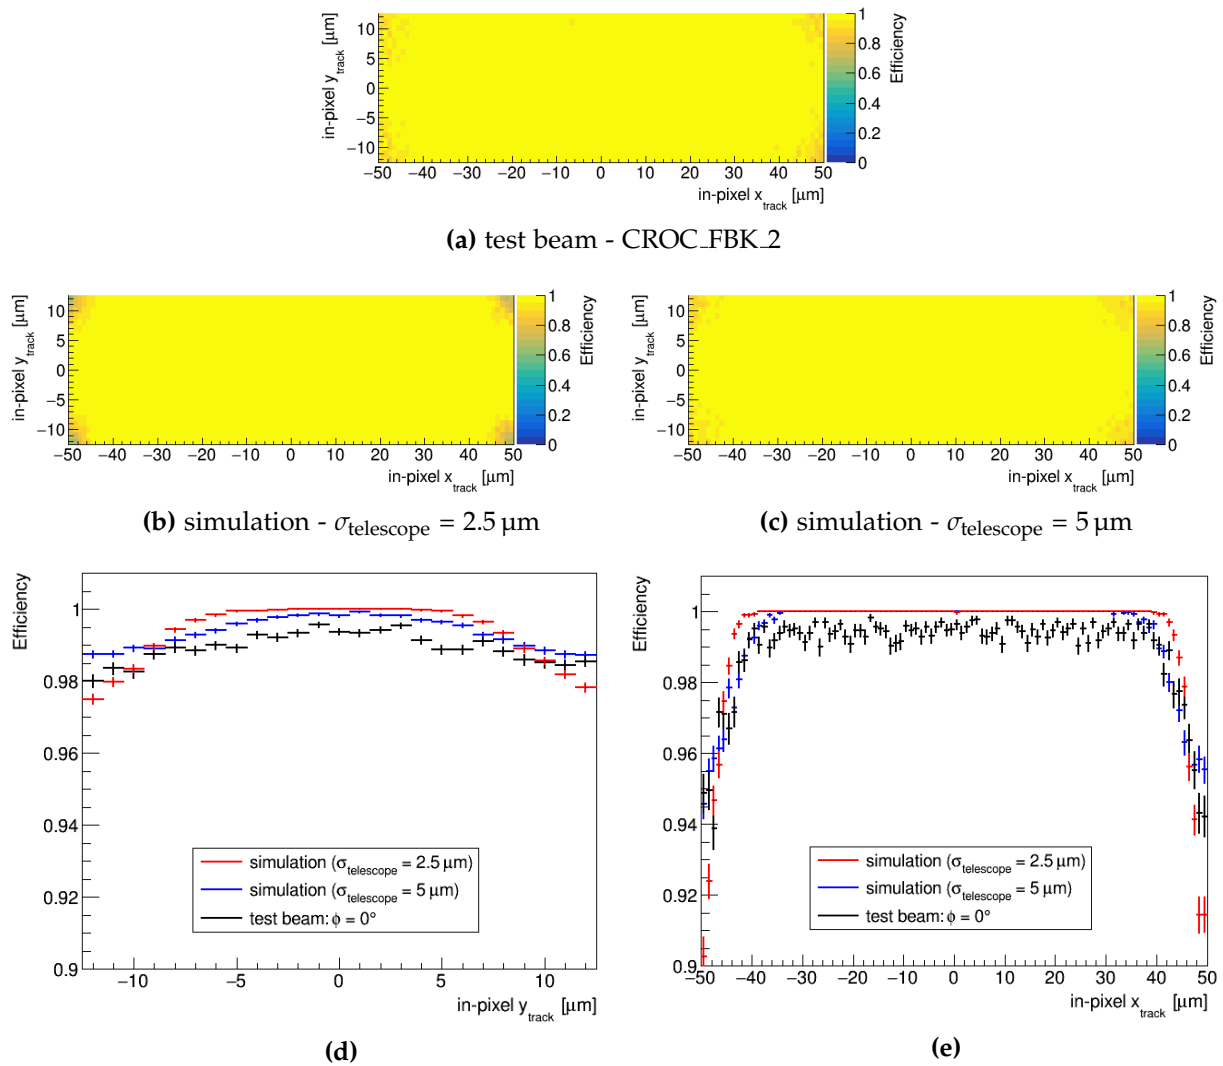 in-pixel y_track [μm]
10
5
0
−5
−10
−50 −40 −30 −20 −10 0 10 20 30 40 50
in-pixel x_track [μm]
1
0.8
0.6
0.4
0.2
0
Efficiency
(a) test beam - CROC_FBK_2
in-pixel y_track [μm]
10
5
0
−5
−10
−50 −40 −30 −20 −10 0 10 20 30 40 50
in-pixel x_track [μm]
1
0.8
0.6
0.4
0.2
0
Efficiency
(b) simulation - σ_telescope = 2.5 μm
in-pixel y_track [μm]
10
5
0
−5
−10
−50 −40 −30 −20 −10 0 10 20 30 40 50
in-pixel x_track [μm]
1
0.8
0.6
0.4
0.2
0
Efficiency
(c) simulation - σ_telescope = 5 μm
Efficiency
1
0.98
0.96
0.94
0.92
0.9
simulation (σ_telescope = 2.5 μm)
simulation (σ_telescope = 5 μm)
test beam: ϕ = 0°
−10 −5 0 5 10
in-pixel y_track [μm]
(d)
Efficiency
1
0.98
0.96
0.94
0.92
0.9
simulation (σ_telescope = 2.5 μm)
simulation (σ_telescope = 5 μm)
test beam: ϕ = 0°
−50 −40 −30 −20 −10 0 10 20 30 40 50
in-pixel x_track [μm]
(e)